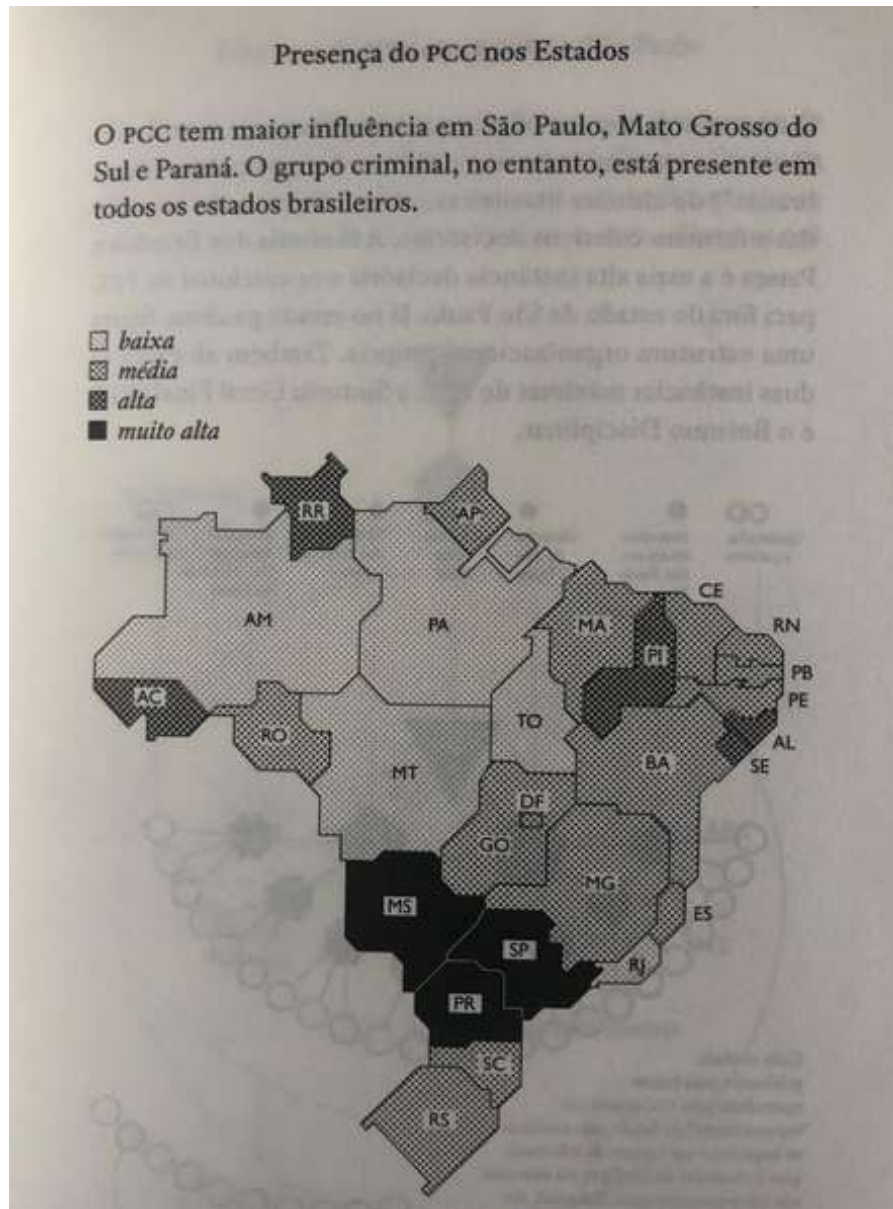 Presença do PCC nos Estados
O PCC tem maior influência em São Paulo, Mato Grosso do
Sul e Paraná. O grupo criminal, no entanto, está presente em
todos os estados brasileiros.
baixa
média
alta
muito alta
RR
AP
AM
PA
MA
CE
RN
PI
PB
PE
AC
RO
TO
AL
SE
BA
MT
DF
GO
MG
MS
ES
SP
RJ
PR
SC
RS